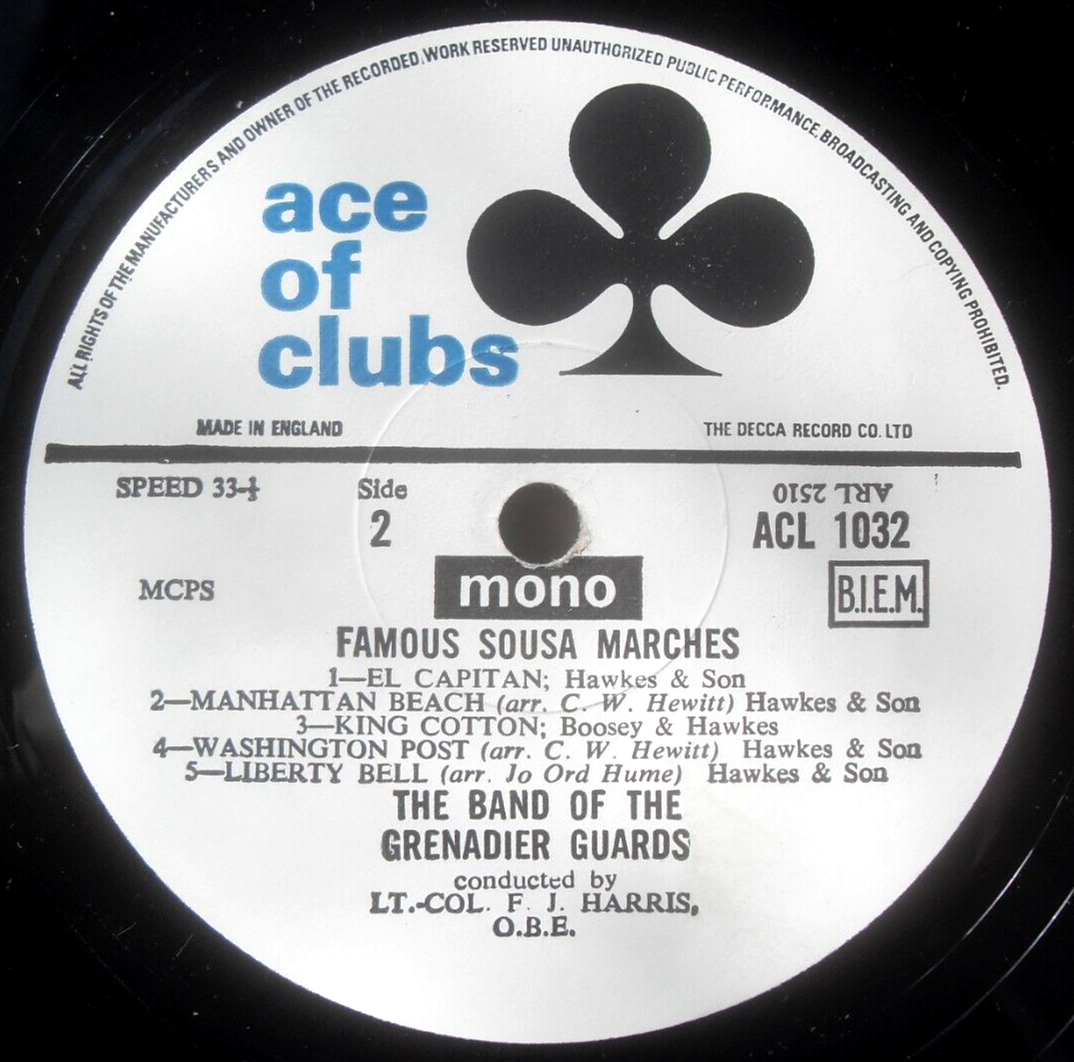 ALL RIGHTS OF THE MANUFACTURERS AND OWNER OF THE RECORDED WORK RESERVED UNAUTHORIZED PUBLIC PERFORMANCE, BROADCASTING AND COPYING PROHIBITED.
ace
of
clubs
MADE IN ENGLAND
THE DECCA RECORD CO. LTD
SPEED 33⅓
Side
2
ARL 2510
ACL 1032
mono
MCPS
B.I.E.M.
FAMOUS SOUSA MARCHES
1—EL CAPITAN; Hawkes & Son
2—MANHATTAN BEACH (arr. C. W. Hewitt) Hawkes & Son
3—KING COTTON; Boosey & Hawkes
4—WASHINGTON POST (arr. C. W. Hewitt) Hawkes & Son
5—LIBERTY BELL (arr. Jo Ord Hume) Hawkes & Son
THE BAND OF THE
GRENADIER GUARDS
conducted by
LT.-COL. F. J. HARRIS,
O.B.E.